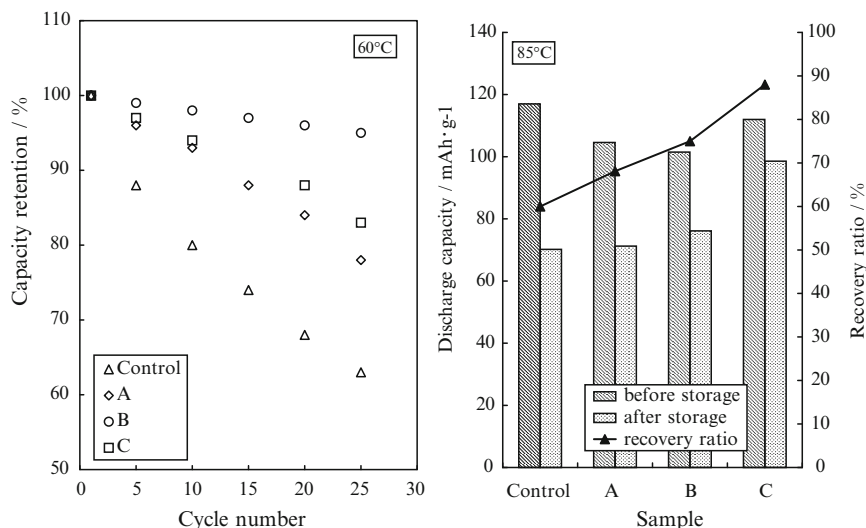 110
100
90
80
70
60
50
0
5
10
15
20
25
30
Capacity retention / %
Cycle number
60°C
Control
A
B
C
140
120
100
80
60
40
20
0
Discharge capacity / mAh·g-1
85°C
before storage
after storage
recovery ratio
Control
A
B
C
Sample
100
90
80
70
60
50
40
30
20
10
0
Recovery ratio / %